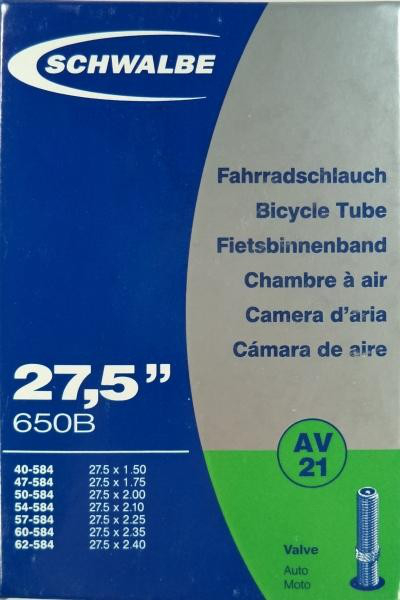 SCHWALBE
Fahrradschlauch
Bicycle Tube
Fietsbinnenband
Chambre à air
Camera d'aria
Cámara de aire
27,5"
650B
40-584 27.5 x 1.50
47-584 27.5 x 1.75
50-584 27.5 x 2.00
54-584 27.5 x 2.10
57-584 27.5 x 2.25
60-584 27.5 x 2.35
62-584 27.5 x 2.40
AV
21
Valve
Auto
Moto